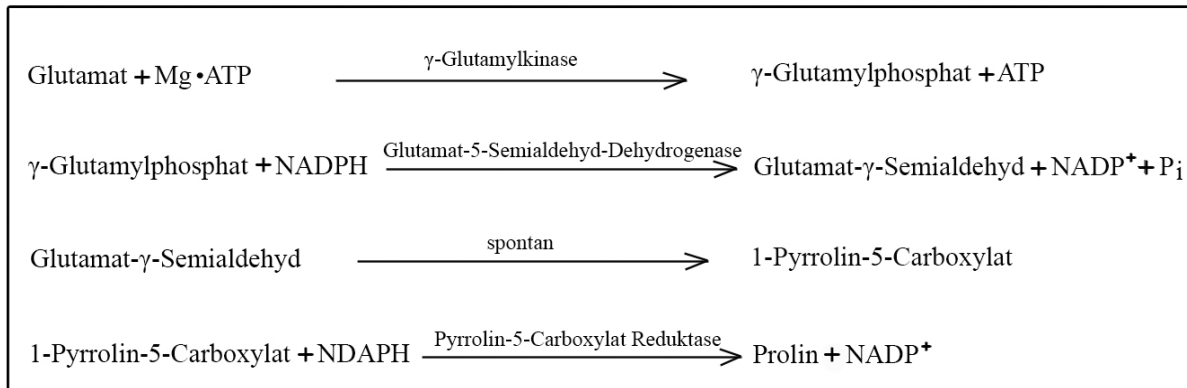 γ-Glutamylkinase
Glutamat + Mg•ATP ⟶ γ-Glutamylphosphat + ATP
Glutamat-5-Semialdehyd-Dehydrogenase
γ-Glutamylphosphat + NADPH ⟶ Glutamat-γ-Semialdehyd + NADP⁺ + Pᵢ
spontan
Glutamat-γ-Semialdehyd ⟶ 1-Pyrrolin-5-Carboxylat
Pyrrolin-5-Carboxylat Reduktase
1-Pyrrolin-5-Carboxylat + NDAPH ⟶ Prolin + NADP⁺